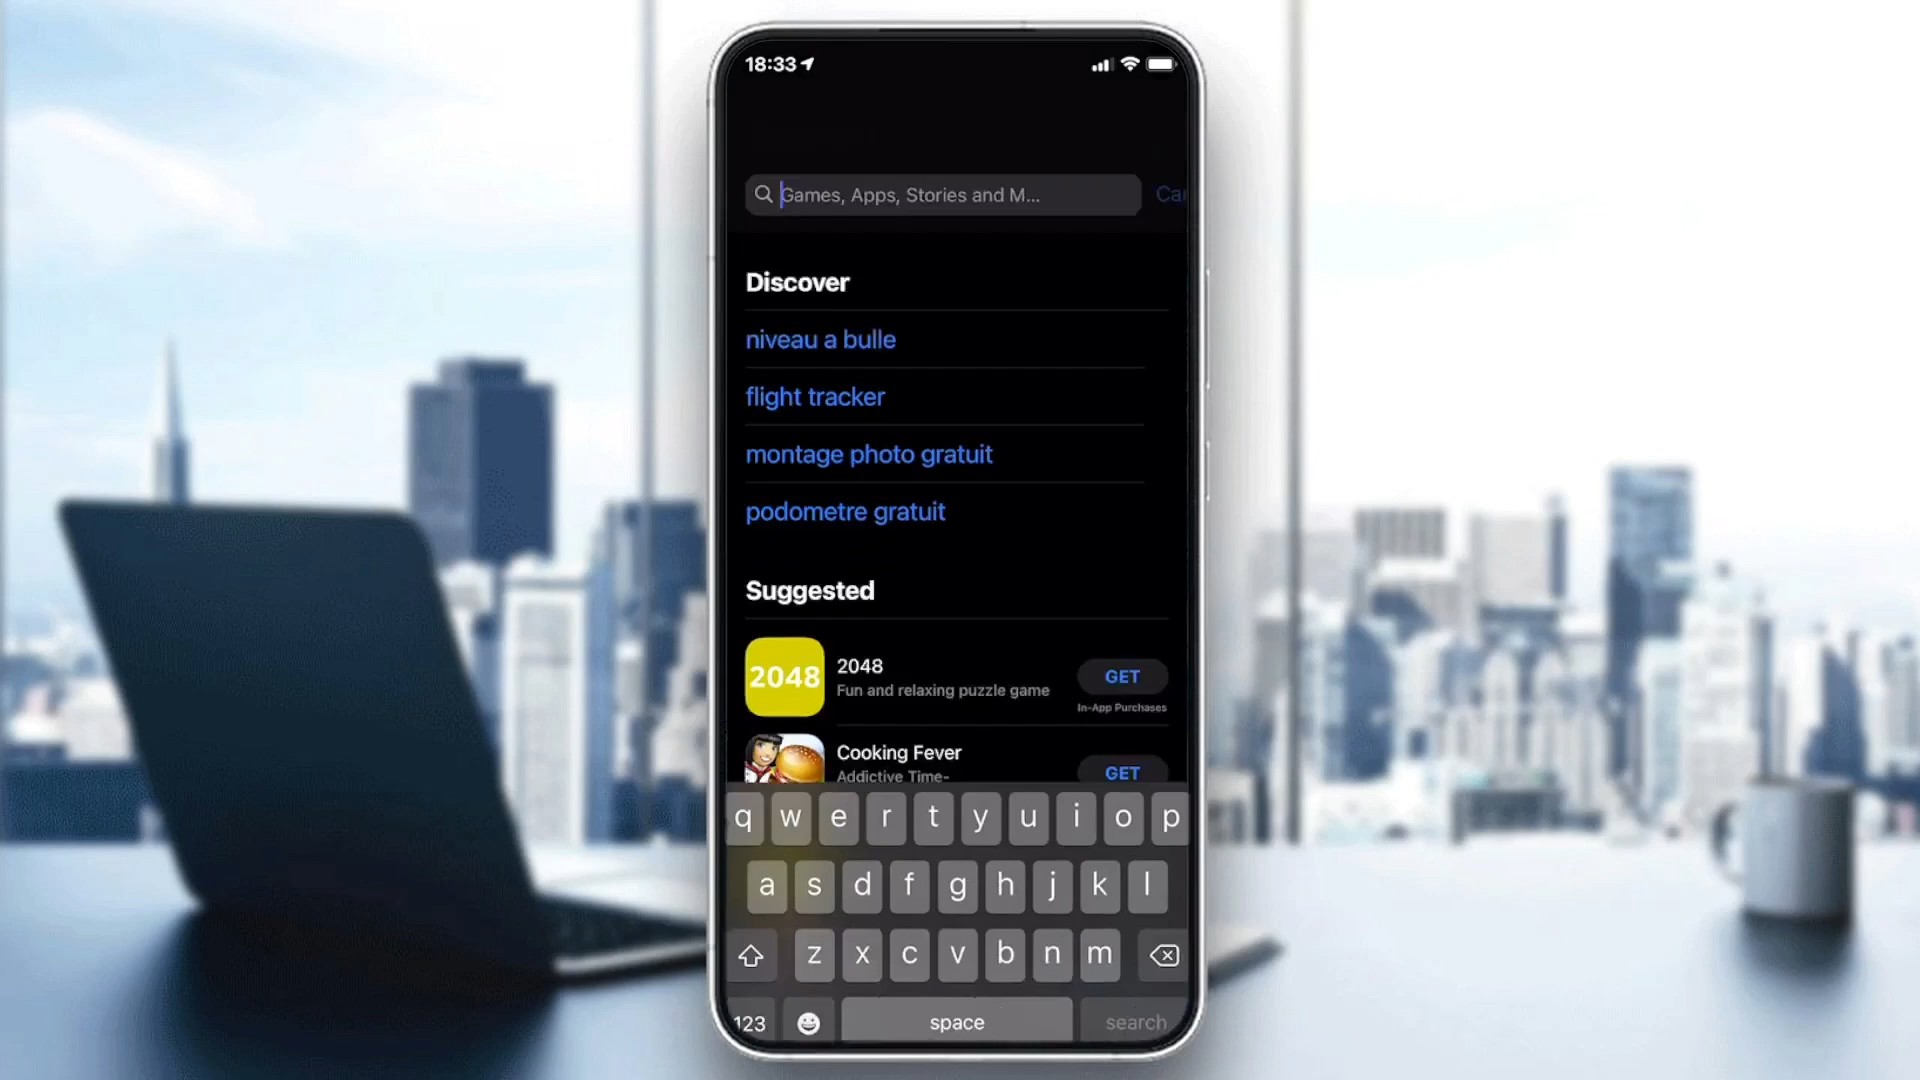 18:33
Games, Apps, Stories and M...
Discover
niveau a bulle
flight tracker
montage photo gratuit
podometre gratuit
Suggested
2048
2048
Fun and relaxing puzzle game
GET
In-App Purchases
Cooking Fever
Addictive Time-
GET
q w e r t y u i o p
a s d f g h j k l
z x c v b n m
123 space search